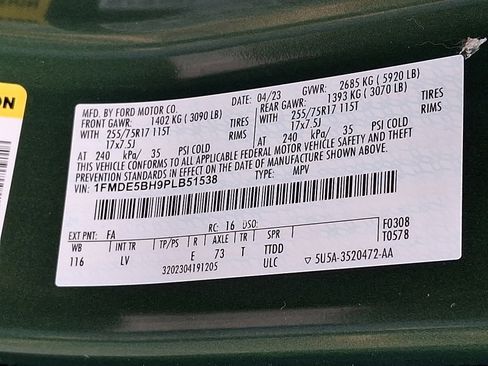 ON
MFD. BY FORD MOTOR CO.
DATE: 04/23 GVWR: 2685 KG ( 5920 LB)
FRONT GAWR: 1402 KG ( 3090 LB) REAR GAWR: 1393 KG ( 3070 LB)
WITH 255/75R17 115T TIRES WITH 255/75R17 115T TIRES
17x7.5J RIMS 17x7.5J RIMS
AT 240 kPa/ 35 PSI COLD AT 240 kPa/ 35 PSI COLD
THIS VEHICLE CONFORMS TO ALL APPLICABLE FEDERAL MOTOR VEHICLE SAFETY, BUMPER, AND THEFT
PREVENTION STANDARDS IN EFFECT ON THE DATE OF MANUFACTURE SHOWN ABOVE.
VIN: 1FMDE5BH9PLB51538 TYPE: MPV
EXT PNT: FA RC: 16 DSO: F0308
WB INT TR TP/PS R AXLE TR SPR T0578
116 LV E 73 T TTDD
3202304191205 ULC ▽ 5U5A-3520472-AA